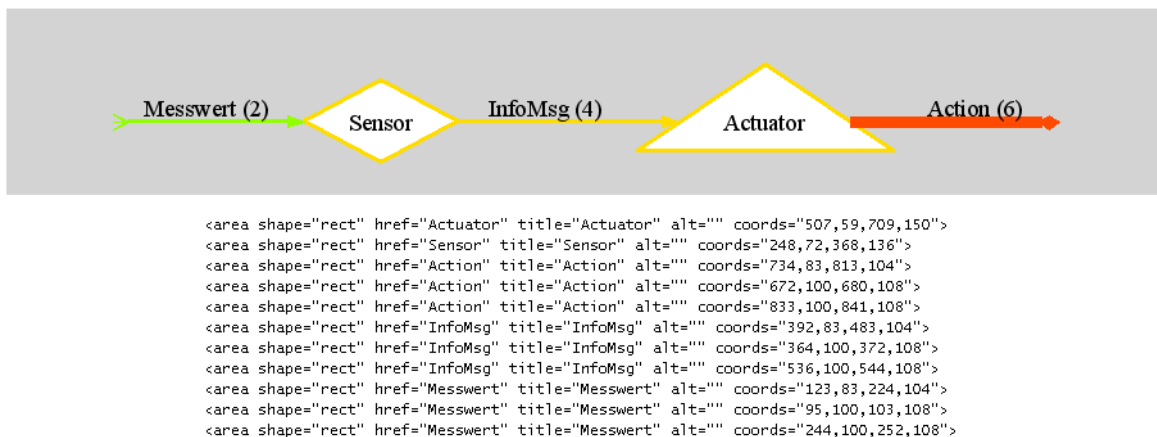 Messwert (2)
Sensor
InfoMsg (4)
Actuator
Action (6)
<area shape="rect" href="Actuator" title="Actuator" alt="" coords="507,59,709,150">
<area shape="rect" href="Sensor" title="Sensor" alt="" coords="248,72,368,136">
<area shape="rect" href="Action" title="Action" alt="" coords="734,83,813,104">
<area shape="rect" href="Action" title="Action" alt="" coords="672,100,680,108">
<area shape="rect" href="Action" title="Action" alt="" coords="833,100,841,108">
<area shape="rect" href="InfoMsg" title="InfoMsg" alt="" coords="392,83,483,104">
<area shape="rect" href="InfoMsg" title="InfoMsg" alt="" coords="364,100,372,108">
<area shape="rect" href="InfoMsg" title="InfoMsg" alt="" coords="536,100,544,108">
<area shape="rect" href="Messwert" title="Messwert" alt="" coords="123,83,224,104">
<area shape="rect" href="Messwert" title="Messwert" alt="" coords="95,100,103,108">
<area shape="rect" href="Messwert" title="Messwert" alt="" coords="244,100,252,108">